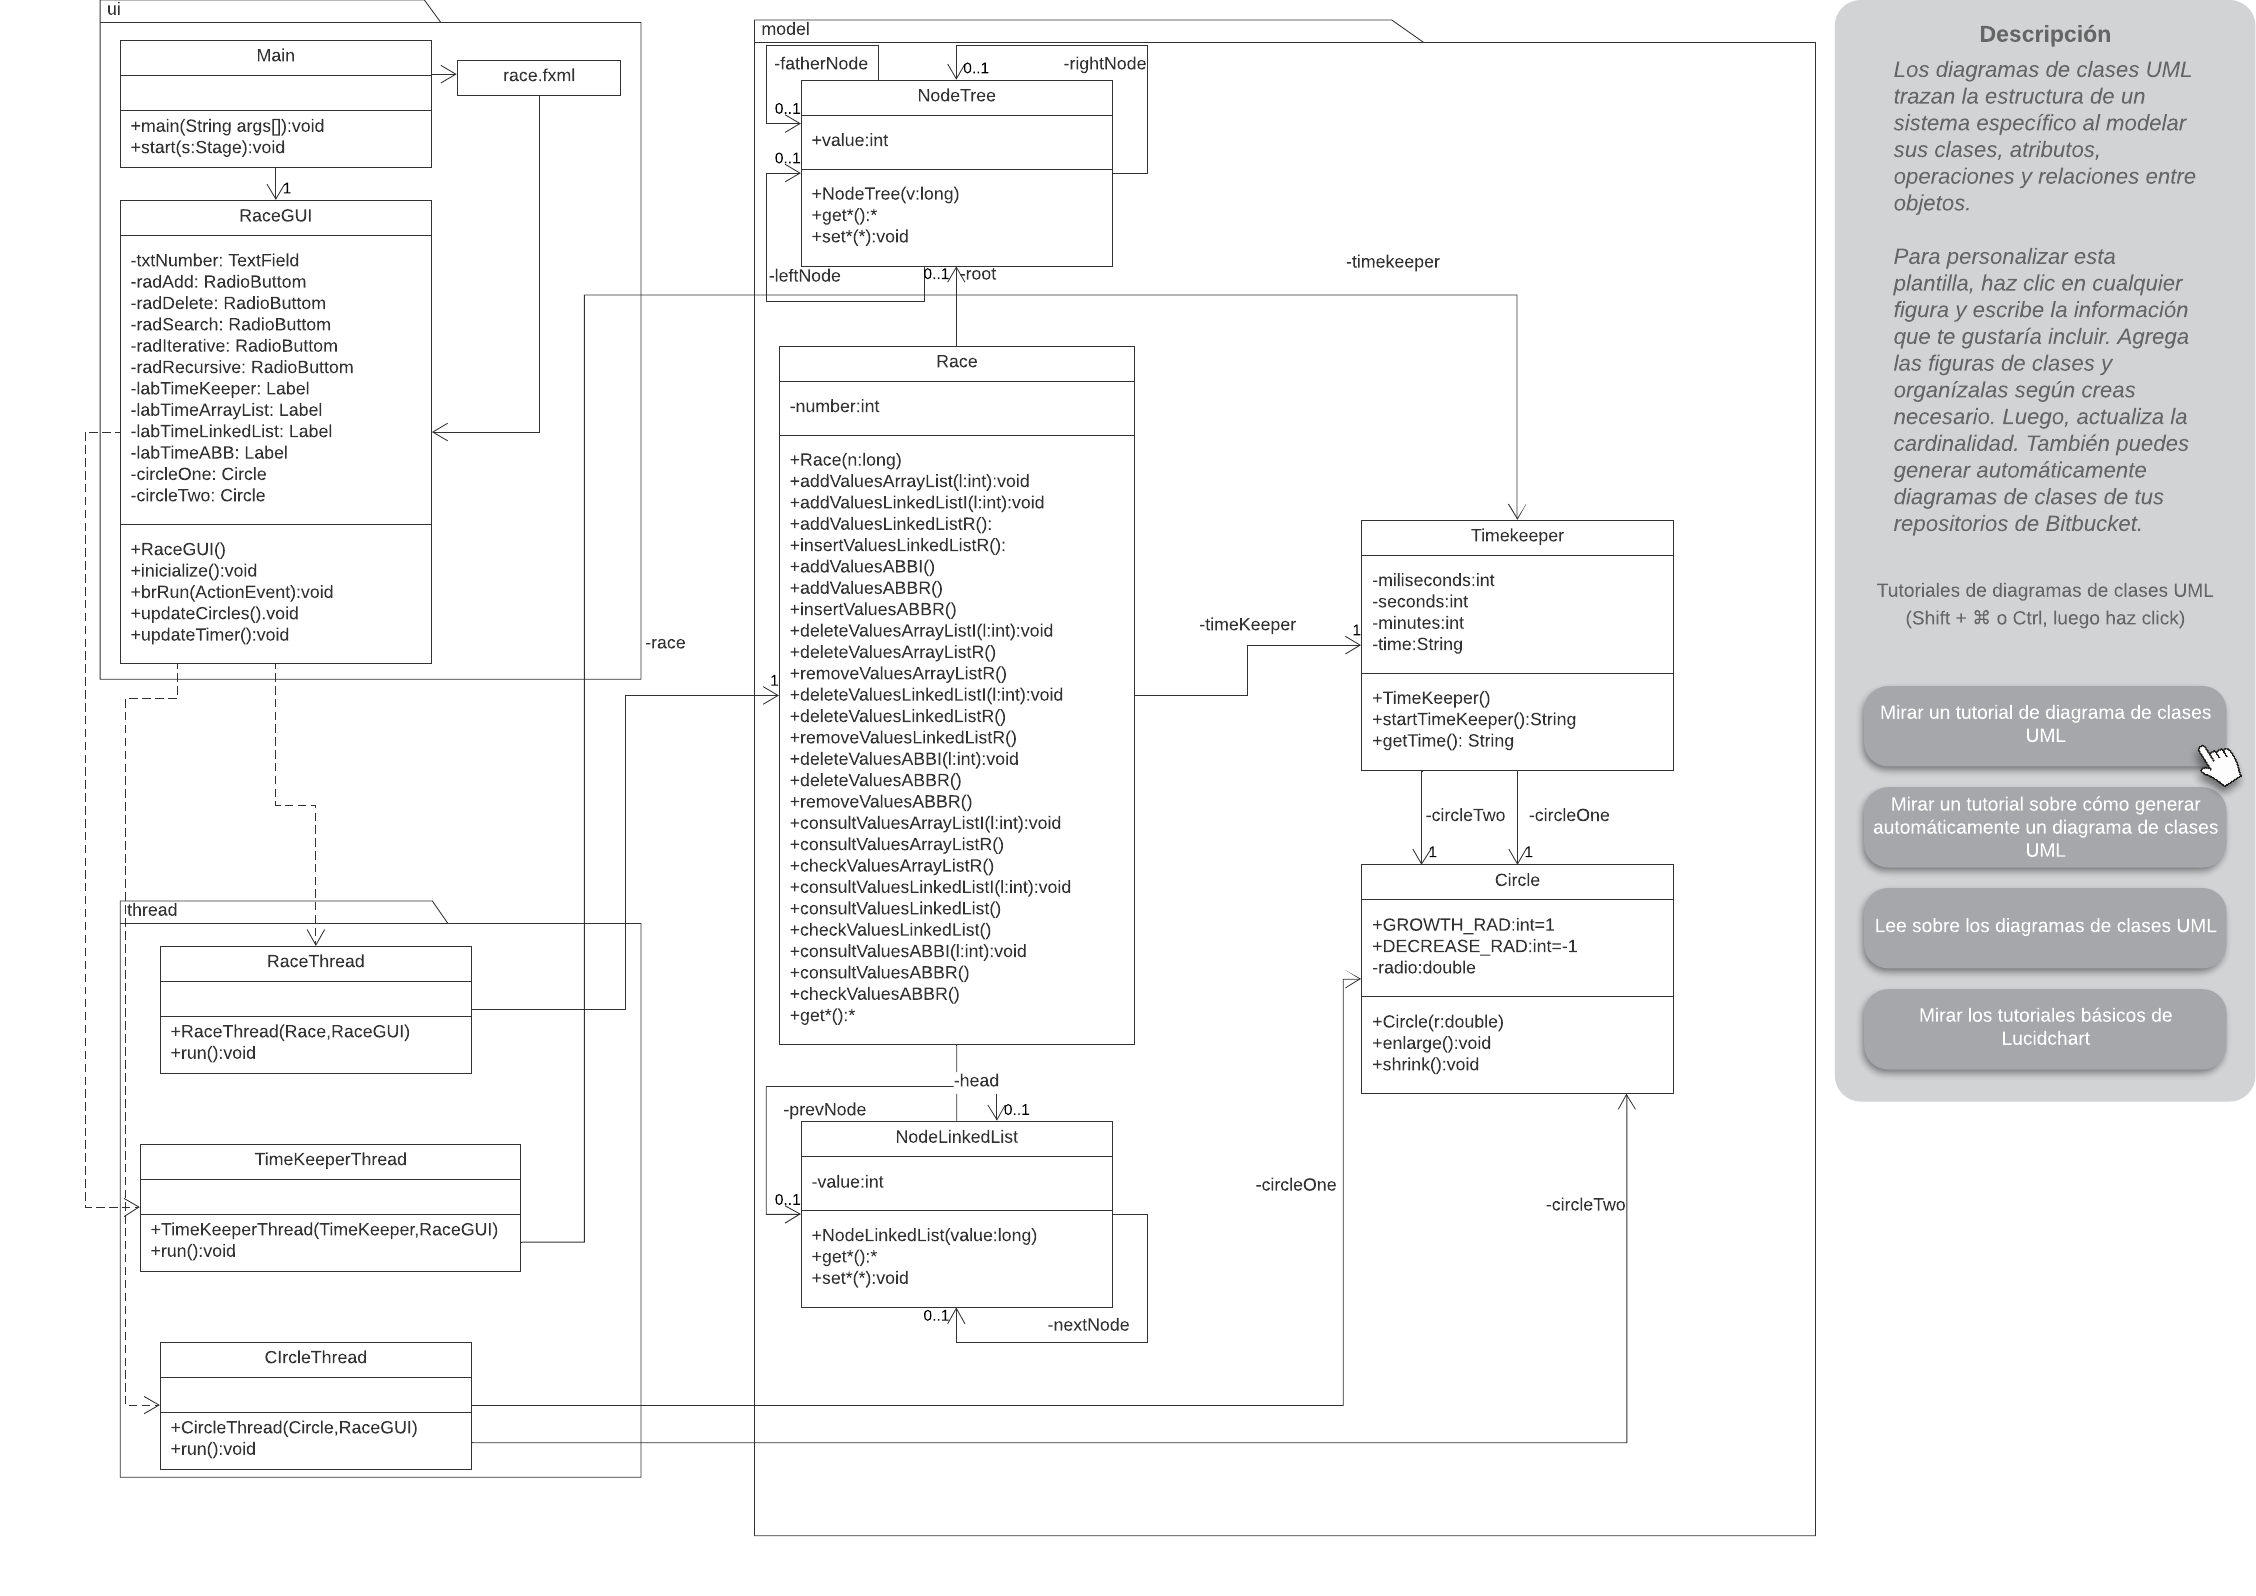 ui
Main
+main(String args[]):void
+start(s:Stage):void
race.fxml
1
RaceGUI
-txtNumber: TextField
-radAdd: RadioButtom
-radDelete: RadioButtom
-radSearch: RadioButtom
-radIterative: RadioButtom
-radRecursive: RadioButtom
-labTimeKeeper: Label
-labTimeArrayList: Label
-labTimeLinkedList: Label
-labTimeABB: Label
-circleOne: Circle
-circleTwo: Circle
+RaceGUI()
+inicialize():void
+brRun(ActionEvent):void
+updateCircles().void
+updateTimer():void
-race
1
thread
RaceThread
+RaceThread(Race,RaceGUI)
+run():void
TimeKeeperThread
+TimeKeeperThread(TimeKeeper,RaceGUI)
+run():void
CIrcleThread
+CircleThread(Circle,RaceGUI)
+run():void
model
-fatherNode
0..1
-rightNode
0..1
0..1
NodeTree
+value:int
+NodeTree(v:long)
+get*():*
+set*(*):void
-leftNode
0..1
-root
-timekeeper
Race
-number:int
+Race(n:long)
+addValuesArrayList(l:int):void
+addValuesLinkedListI(l:int):void
+addValuesLinkedListR():
+insertValuesLinkedListR():
+addValuesABBI()
+addValuesABBR()
+insertValuesABBR()
+deleteValuesArrayListI(l:int):void
+deleteValuesArrayListR()
+removeValuesArrayListR()
+deleteValuesLinkedListI(l:int):void
+deleteValuesLinkedListR()
+removeValuesLinkedListR()
+deleteValuesABBI(l:int):void
+deleteValuesABBR()
+removeValuesABBR()
+consultValuesArrayListI(l:int):void
+consultValuesArrayListR()
+checkValuesArrayListR()
+consultValuesLinkedListI(l:int):void
+consultValuesLinkedList()
+checkValuesLinkedList()
+consultValuesABBI(l:int):void
+consultValuesABBR()
+checkValuesABBR()
+get*():*
-timeKeeper
1
Timekeeper
-miliseconds:int
-seconds:int
-minutes:int
-time:String
+TimeKeeper()
+startTimeKeeper():String
+getTime(): String
-circleTwo
-circleOne
1
1
Circle
+GROWTH_RAD:int=1
+DECREASE_RAD:int=-1
-radio:double
+Circle(r:double)
+enlarge():void
+shrink():void
-head
-prevNode
0..1
NodeLinkedList
-value:int
0..1
+NodeLinkedList(value:long)
+get*():*
+set*(*):void
0..1
-nextNode
-circleOne
-circleTwo
Descripción
Los diagramas de clases UML
trazan la estructura de un
sistema específico al modelar
sus clases, atributos,
operaciones y relaciones entre
objetos.
Para personalizar esta
plantilla, haz clic en cualquier
figura y escribe la información
que te gustaría incluir. Agrega
las figuras de clases y
organízalas según creas
necesario. Luego, actualiza la
cardinalidad. También puedes
generar automáticamente
diagramas de clases de tus
repositorios de Bitbucket.
Tutoriales de diagramas de clases UML
(Shift + ⌘ o Ctrl, luego haz click)
Mirar un tutorial de diagrama de clases
UML
Mirar un tutorial sobre cómo generar
automáticamente un diagrama de clases
UML
Lee sobre los diagramas de clases UML
Mirar los tutoriales básicos de
Lucidchart